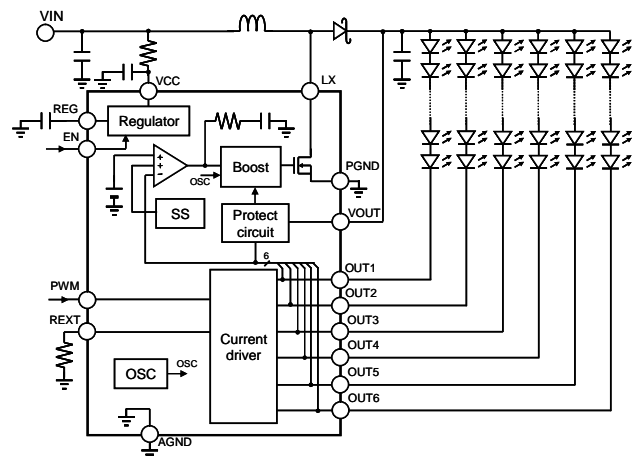 VIN
VCC
LX
REG
Regulator
EN
Boost
OSC
PGND
SS
Protect
circuit
VOUT
6
OUT1
PWM
OUT2
REXT
OUT3
Current
driver
OUT4
OSC
OSC
OUT5
OUT6
AGND